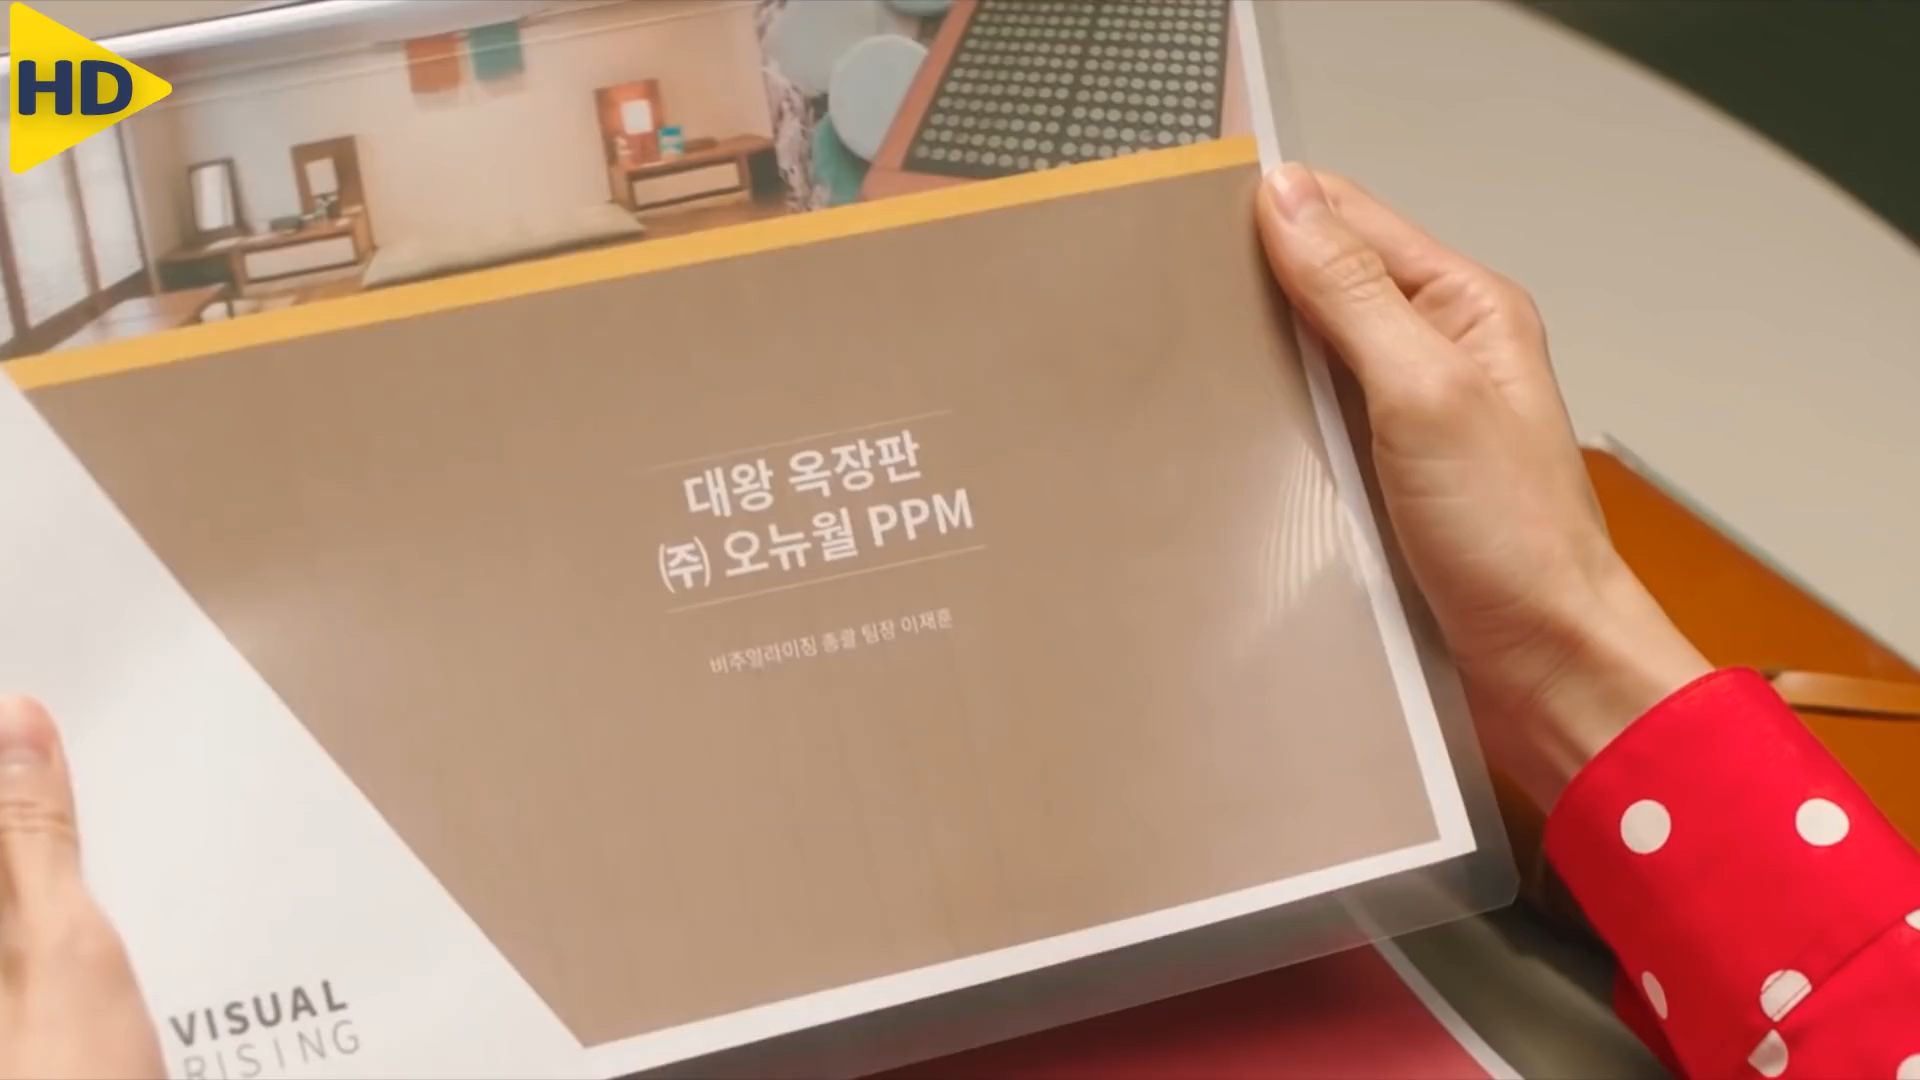 HD
대왕 옥장판
㈜ 오뉴월 PPM
비주얼라이징 총괄 팀장 이재훈
VISUAL
RISING